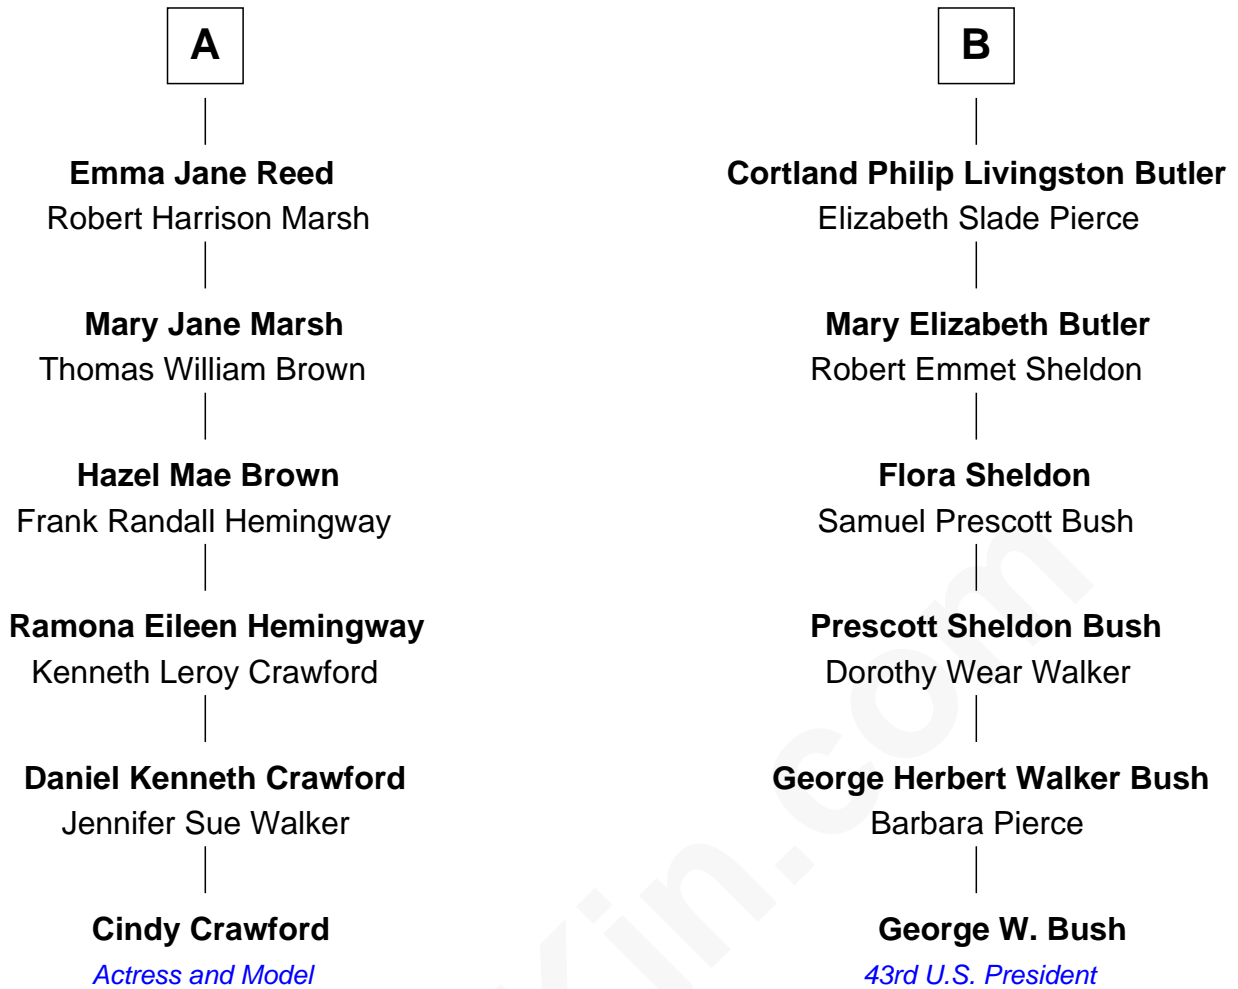 A
B
Emma Jane Reed
Robert Harrison Marsh
Cortland Philip Livingston Butler
Elizabeth Slade Pierce
Mary Jane Marsh
Thomas William Brown
Mary Elizabeth Butler
Robert Emmet Sheldon
Hazel Mae Brown
Frank Randall Hemingway
Flora Sheldon
Samuel Prescott Bush
Ramona Eileen Hemingway
Kenneth Leroy Crawford
Prescott Sheldon Bush
Dorothy Wear Walker
Daniel Kenneth Crawford
Jennifer Sue Walker
George Herbert Walker Bush
Barbara Pierce
Cindy Crawford
Actress and Model
George W. Bush
43rd U.S. President
Kin.com